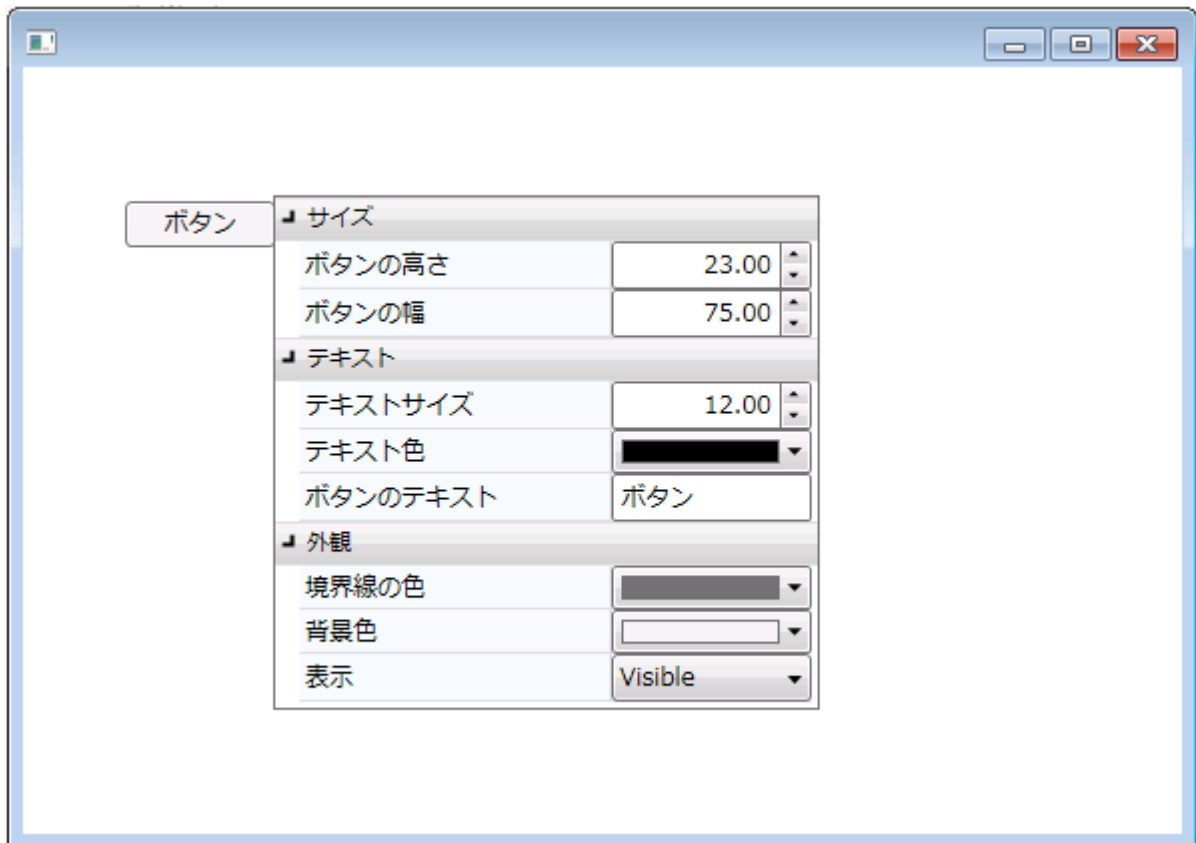 ボタン
サイズ
ボタンの高さ 23.00
ボタンの幅 75.00
テキスト
テキストサイズ 12.00
テキスト色
ボタンのテキスト ボタン
外観
境界線の色
背景色
表示 Visible